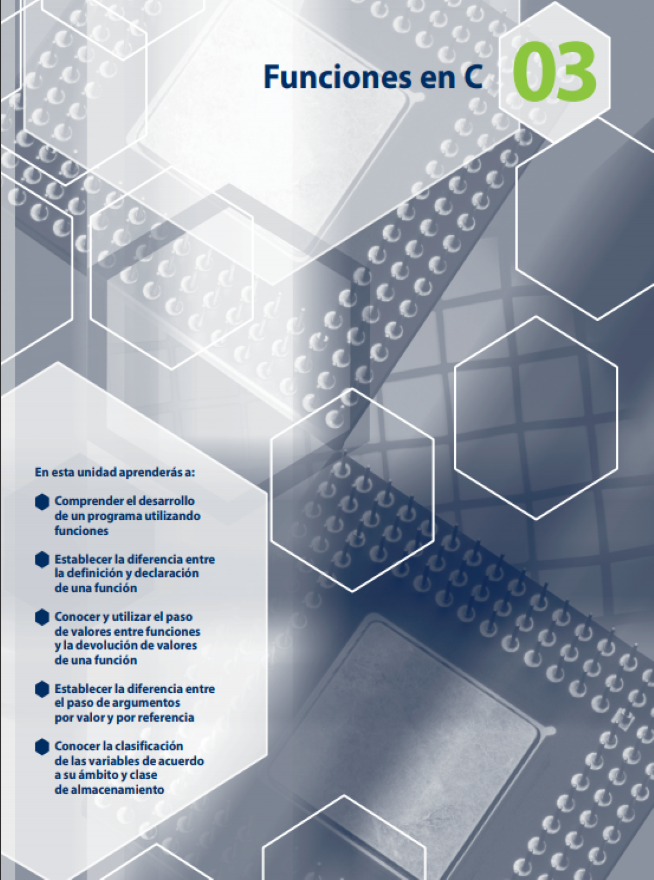 Funciones en C 03
En esta unidad aprenderás a:
Comprender el desarrollo
de un programa utilizando
funciones
Establecer la diferencia entre
la definición y declaración
de una función
Conocer y utilizar el paso
de valores entre funciones
y la devolución de valores
de una función
Establecer la diferencia entre
el paso de argumentos
por valor y por referencia
Conocer la clasificación
de las variables de acuerdo
a su ámbito y clase
de almacenamiento